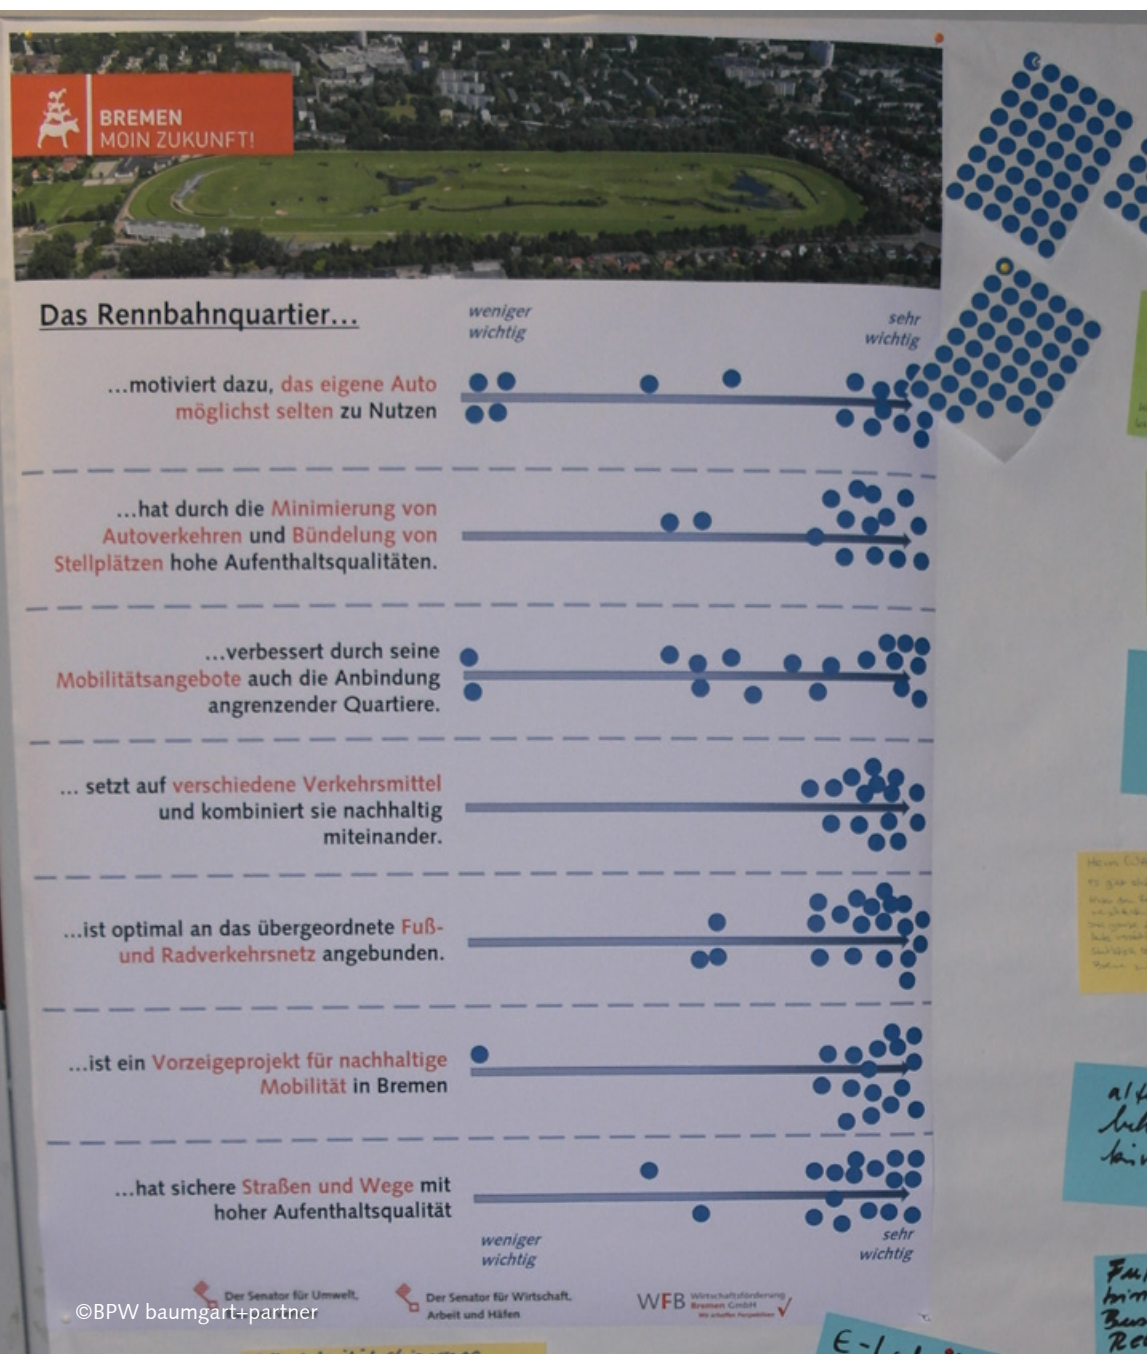 BREMEN
MOIN ZUKUNFT!
Das Rennbahnquartier...
weniger
wichtig
sehr
wichtig
...motiviert dazu, das eigene Auto
möglichst selten zu Nutzen
...hat durch die Minimierung von
Autoverkehren und Bündelung von
Stellplätzen hohe Aufenthaltsqualitäten.
...verbessert durch seine
Mobilitätsangebote auch die Anbindung
angrenzender Quartiere.
... setzt auf verschiedene Verkehrsmittel
und kombiniert sie nachhaltig
miteinander.
...ist optimal an das übergeordnete Fuß-
und Radverkehrsnetz angebunden.
...ist ein Vorzeigeprojekt für nachhaltige
Mobilität in Bremen
...hat sichere Straßen und Wege mit
hoher Aufenthaltsqualität
weniger
wichtig
sehr
wichtig
Der Senator für Umwelt,
Der Senator für Wirtschaft,
Arbeit und Häfen
WFB Wirtschaftsförderung
Bremen GmbH
©BPW baumgart+partner